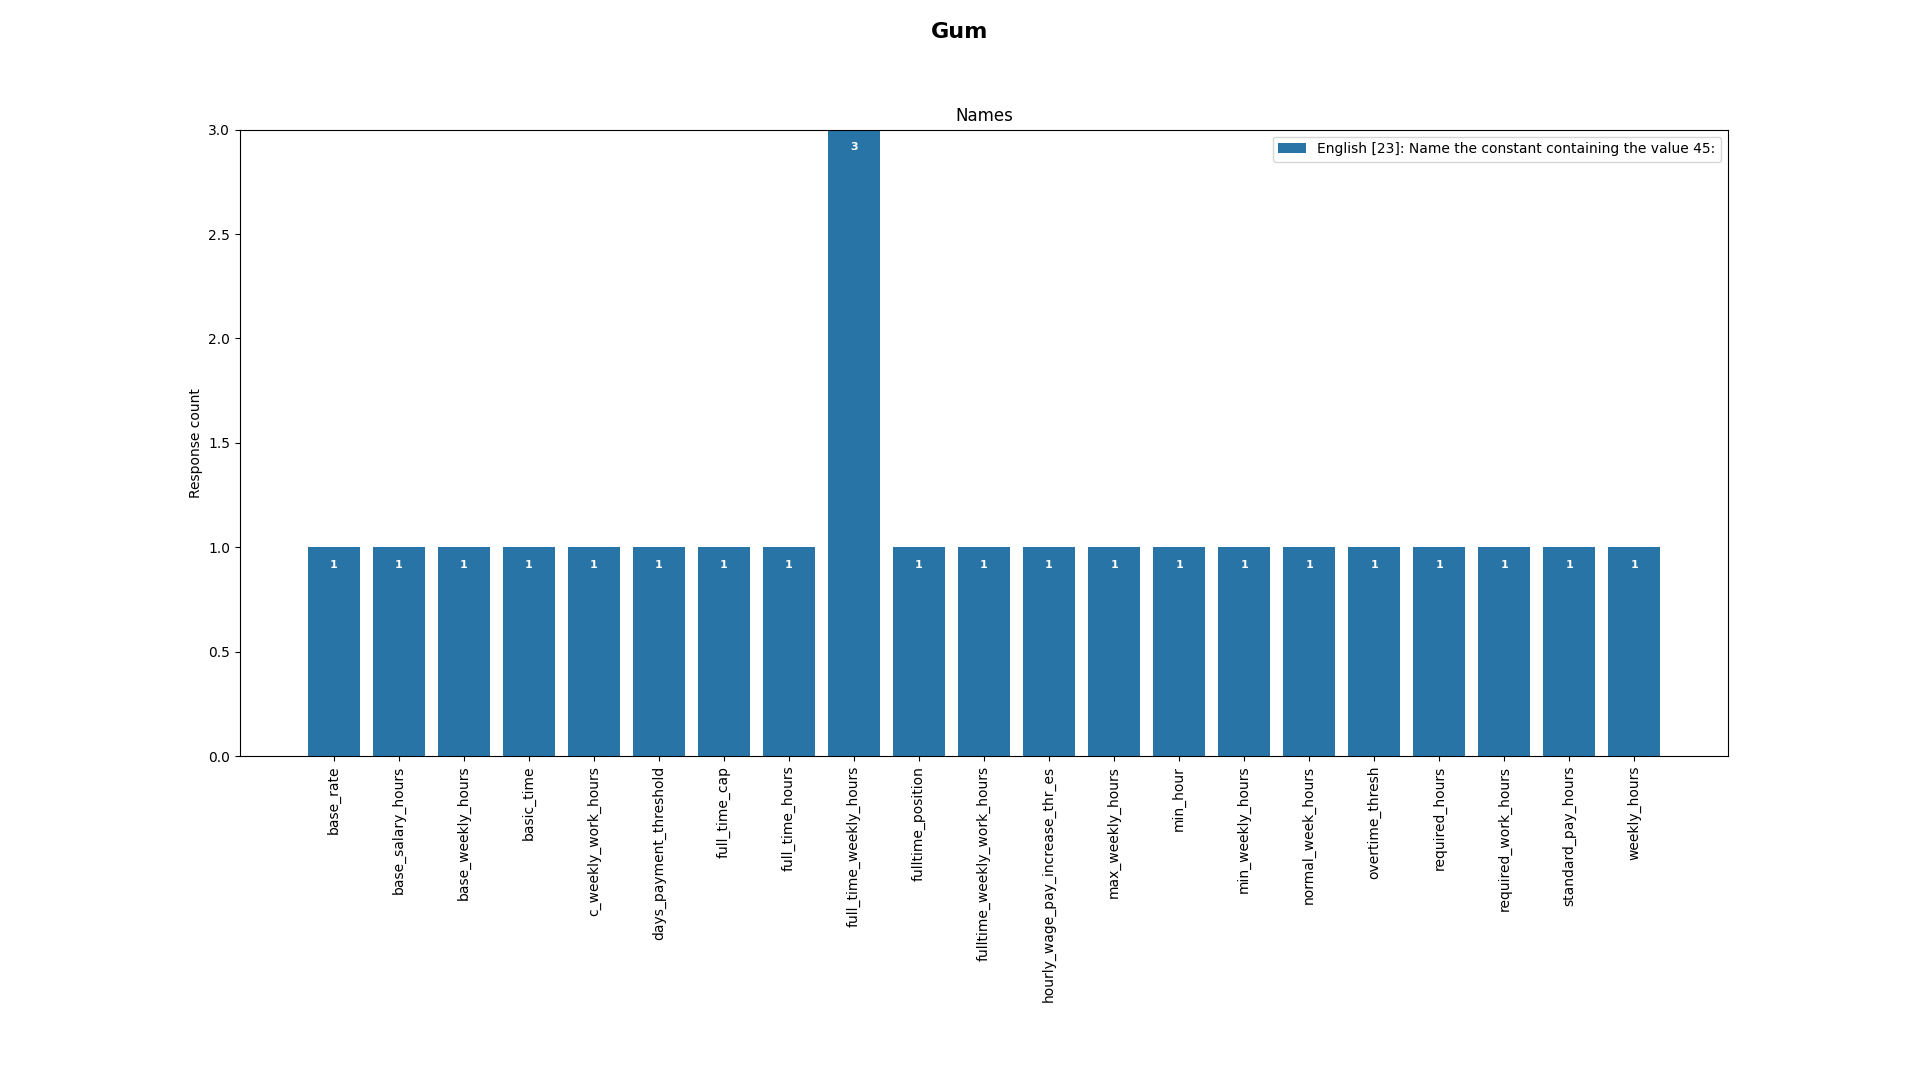 Gum
Names
English [23]: Name the constant containing the value 45:
Response count
3.0
2.5
2.0
1.5
1.0
0.5
0.0
1
1
1
1
1
1
1
1
3
1
1
1
1
1
1
1
1
1
1
1
1
base_rate
base_salary_hours
base_weekly_hours
basic_time
c_weekly_work_hours
days_payment_threshold
full_time_cap
full_time_hours
full_time_weekly_hours
fulltime_position
fulltime_weekly_work_hours
hourly_wage_pay_increase_thr_es
max_weekly_hours
min_hour
min_weekly_hours
normal_week_hours
overtime_thresh
required_hours
required_work_hours
standard_pay_hours
weekly_hours